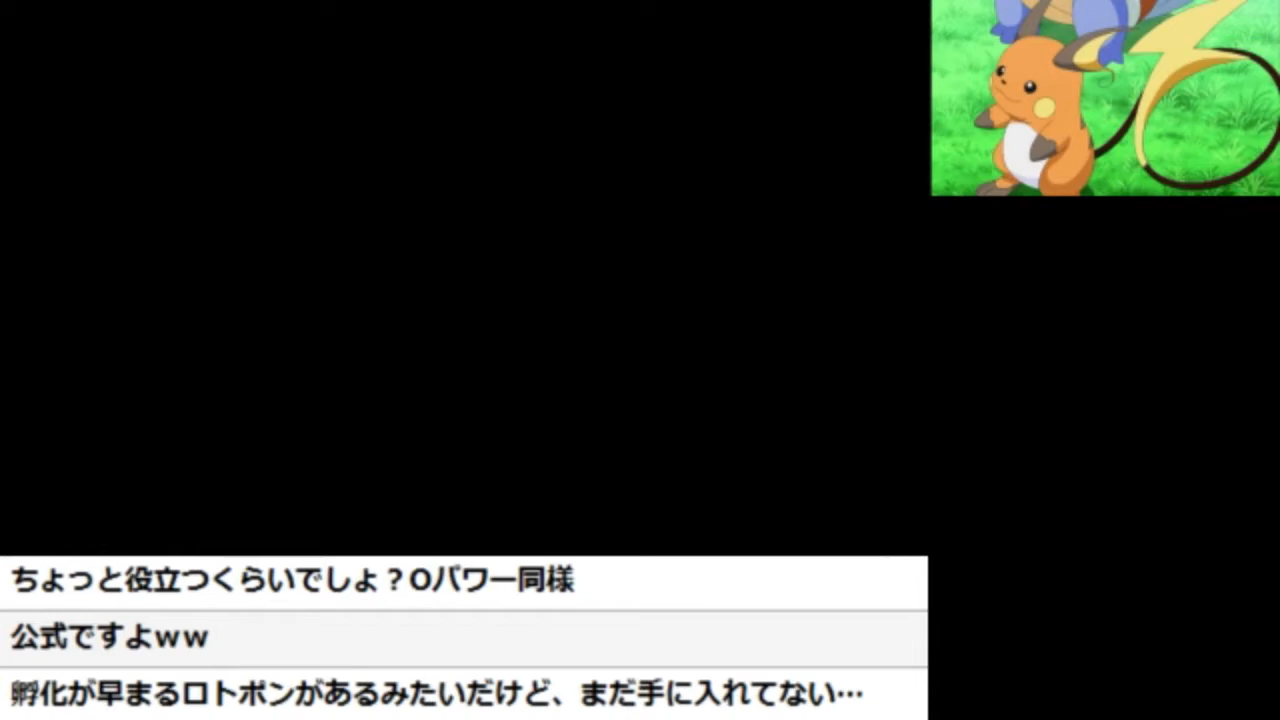 ちょっと役立つくらいでしょ？Oパワー同様
公式ですよｗｗ
孵化が早まるロトポンがあるみたいだけど、まだ手に入れてない…